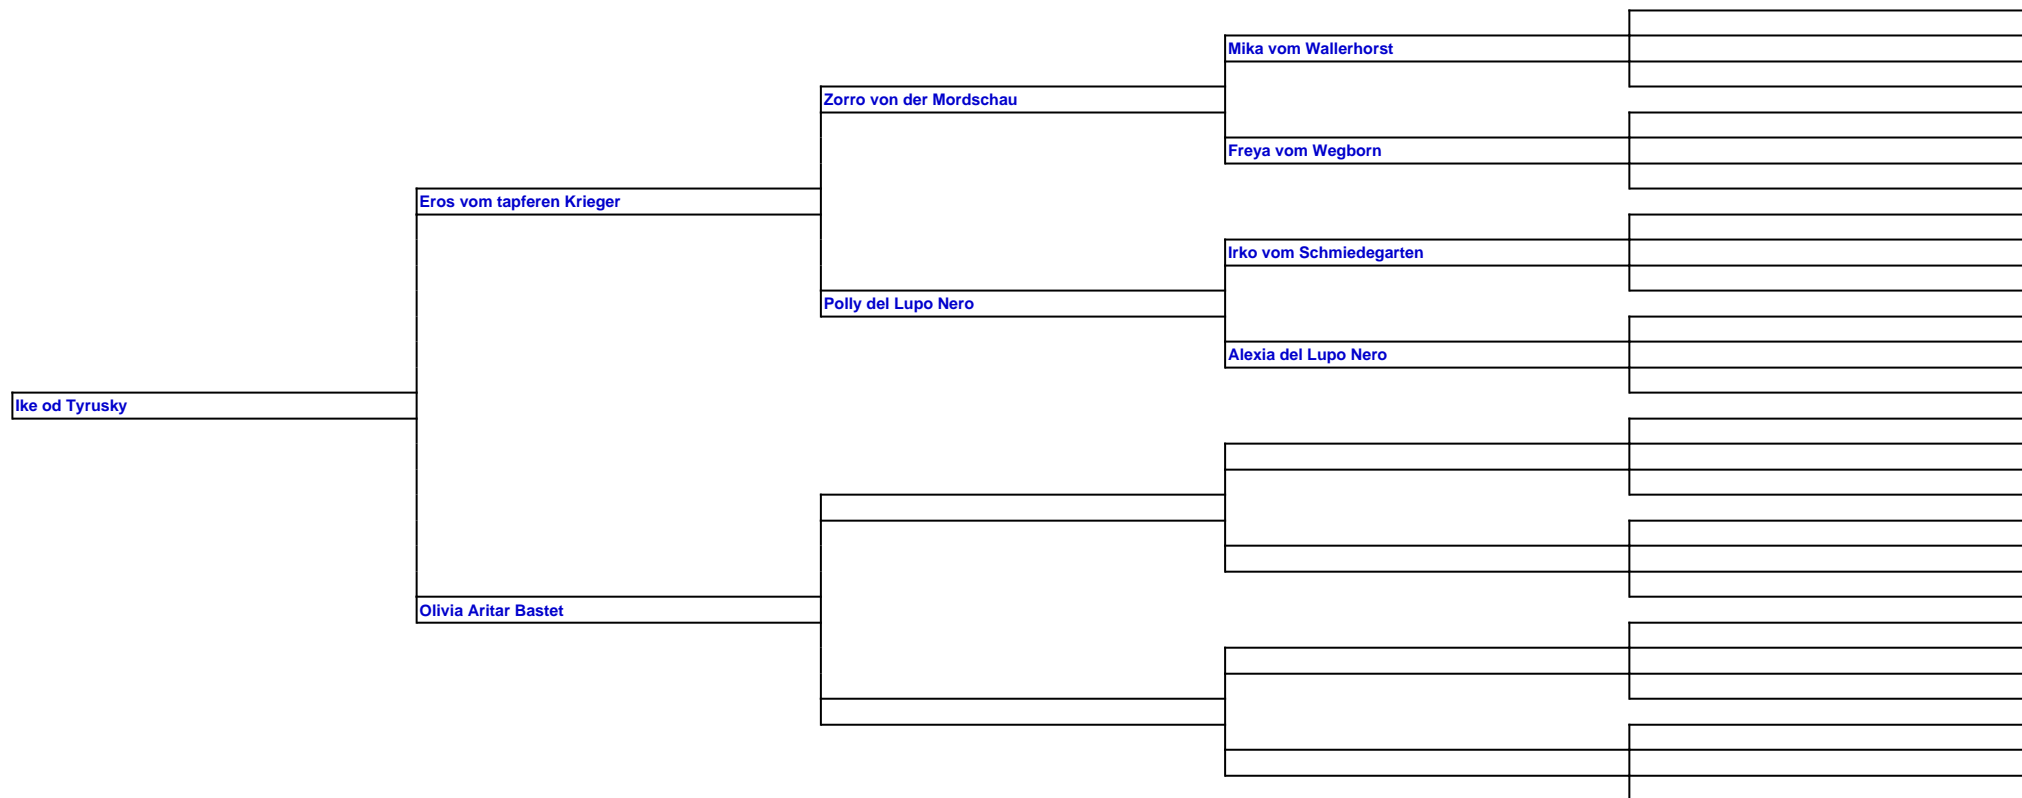 Mika vom Wallerhorst
Zorro von der Mordschau
Freya vom Wegborn
Eros vom tapferen Krieger
Irko vom Schmiedegarten
Polly del Lupo Nero
Alexia del Lupo Nero
Ike od Tyrusky
Olivia Aritar Bastet